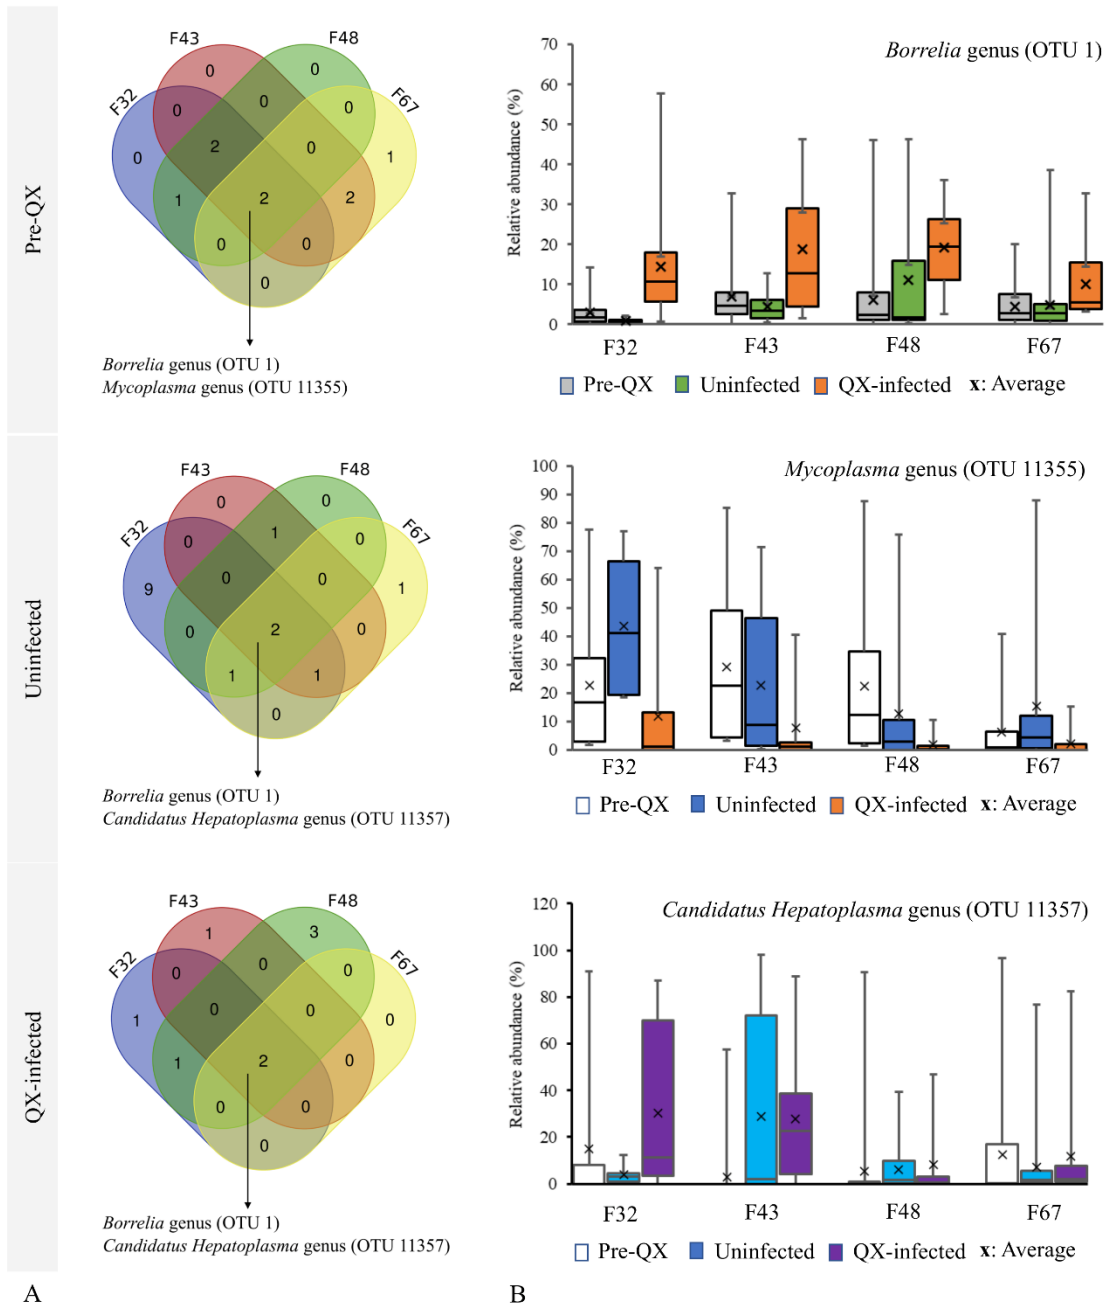 Pre-QX
F43
F48
F32
F67
0
0
0
0
0
2
0
0
1
1
2
2
0
0
0
Borrelia genus (OTU 1)
Mycoplasma genus (OTU 11355)
Borrelia genus (OTU 1)
Relative abundance (%)
70
60
50
40
30
20
10
0
F32
F43
F48
F67
Pre-QX
Uninfected
QX-infected
x: Average
Uninfected
F43
F48
F32
F67
0
0
0
1
0
9
0
0
1
0
2
0
1
1
0
Borrelia genus (OTU 1)
Candidatus Hepatoplasma genus (OTU 11357)
Mycoplasma genus (OTU 11355)
Relative abundance (%)
100
90
80
70
60
50
40
30
20
10
0
F32
F43
F48
F67
Pre-QX
Uninfected
QX-infected
x: Average
QX-infected
F43
F48
F32
F67
1
3
0
0
0
1
0
0
0
1
2
0
0
0
0
Borrelia genus (OTU 1)
Candidatus Hepatoplasma genus (OTU 11357)
Candidatus Hepatoplasma genus (OTU 11357)
Relative abundance (%)
120
100
80
60
40
20
0
F32
F43
F48
F67
Pre-QX
Uninfected
QX-infected
x: Average
A
B